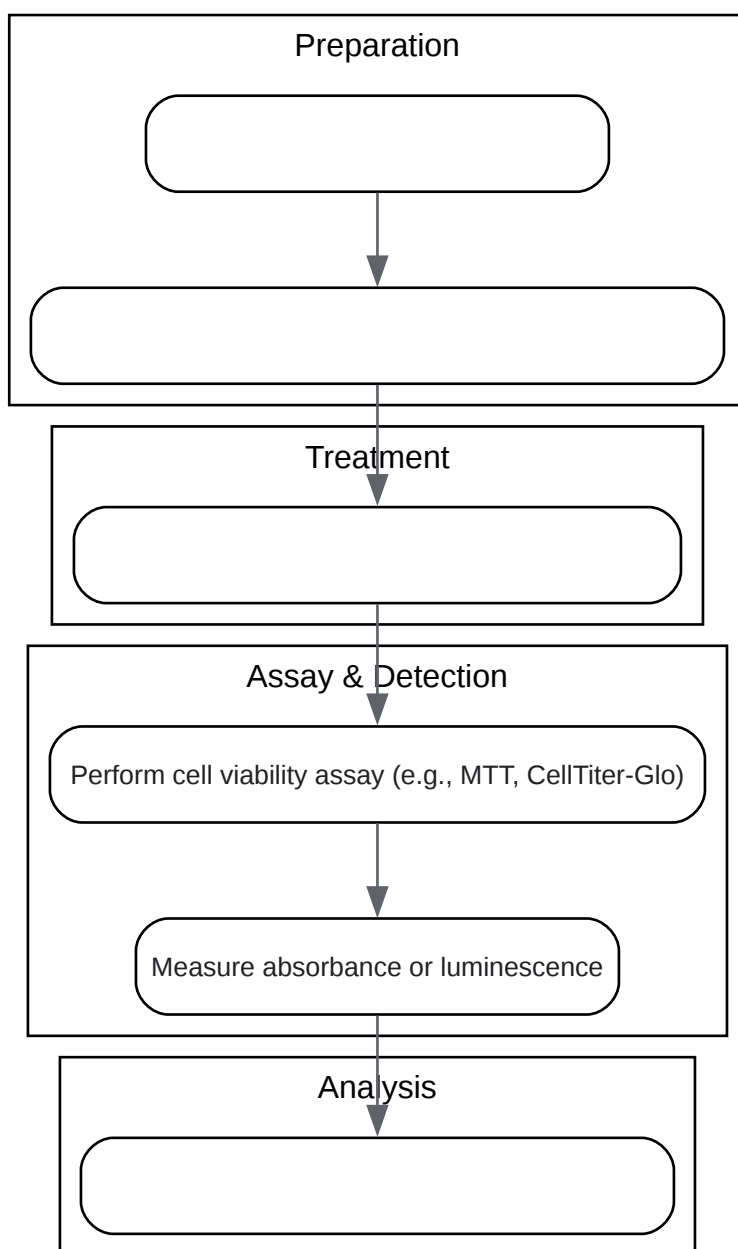 Preparation
Treatment
Assay & Detection
Perform cell viability assay (e.g., MTT, CellTiter-Glo)
Measure absorbance or luminescence
Analysis